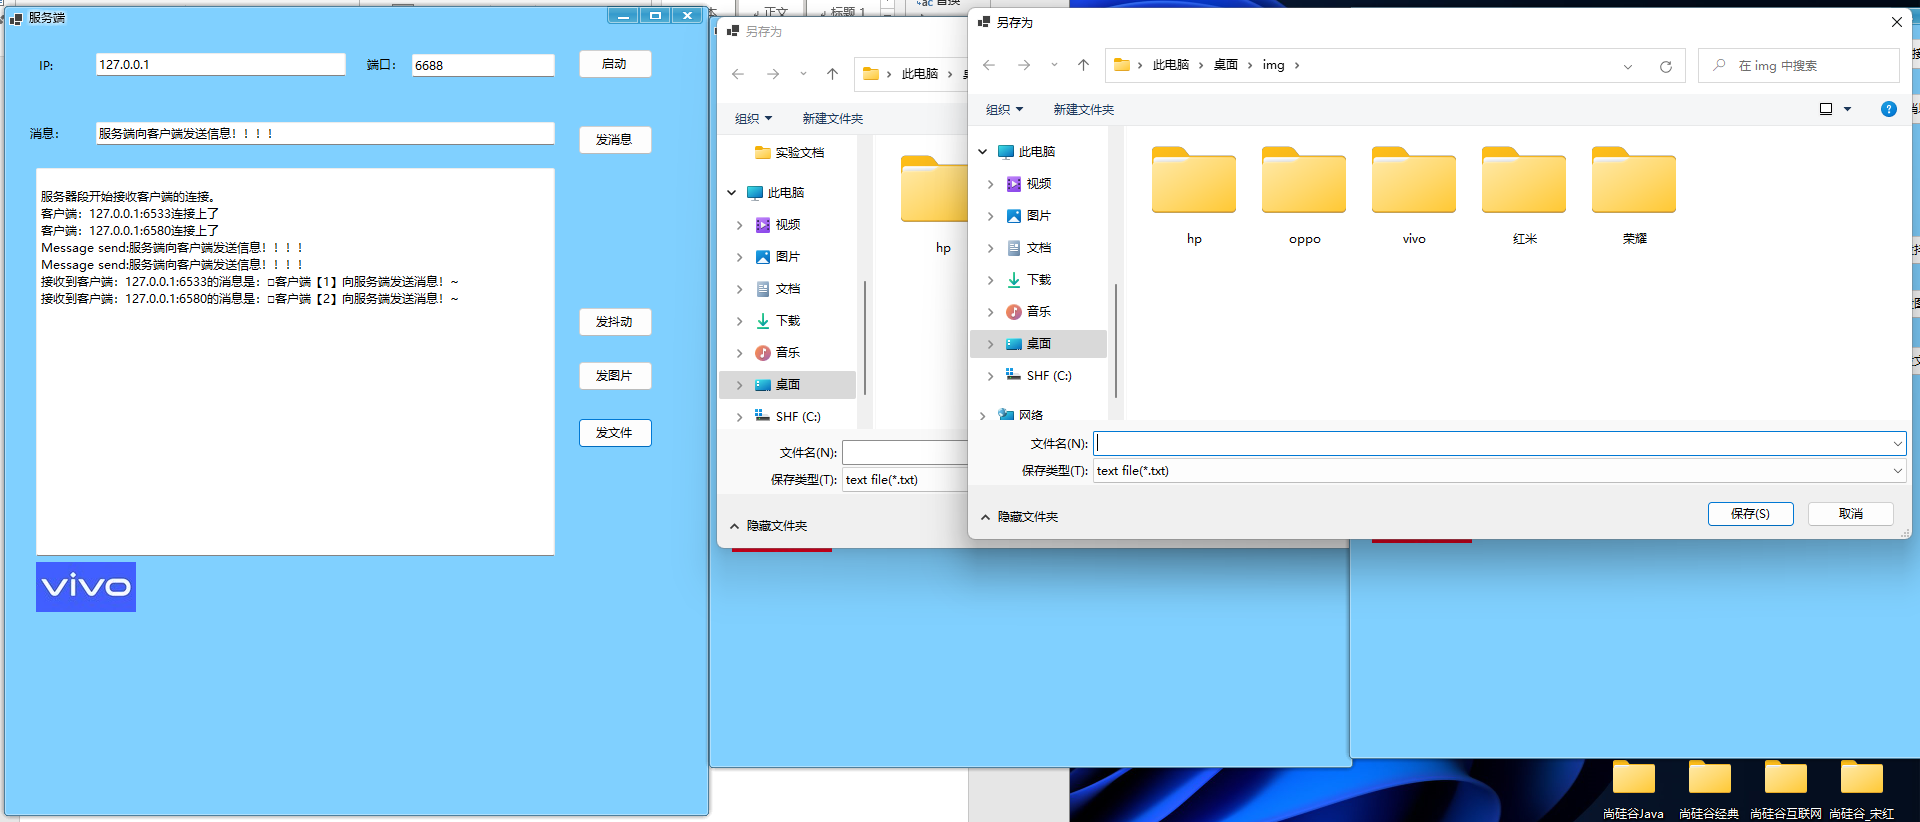 服务端
IP:
127.0.0.1
端口:
6688
启动
消息:
服务端向客户端发送信息!!!!
发消息
服务器段开始接收客户端的连接。
客户端: 127.0.0.1:6533连接上了
客户端: 127.0.0.1:6580连接上了
Message send:服务端向客户端发送信息!!!!
Message send:服务端向客户端发送信息!!!!
接收到客户端: 127.0.0.1:6533的消息是: □客户端【1】向服务端发送消息! ~
接收到客户端: 127.0.0.1:6580的消息是: □客户端【2】向服务端发送消息! ~
发抖动
发图片
发文件
vivo
正文
标题 1
另存为
此电脑
组织
新建文件夹
实验文档
此电脑
视频
图片
文档
下载
音乐
桌面
SHF (C:)
hp
文件名(N):
保存类型(T):
text file(*.txt)
隐藏文件夹
另存为
此电脑 > 桌面 > img >
在 img 中搜索
组织
新建文件夹
此电脑
视频
图片
文档
下载
音乐
桌面
SHF (C:)
网络
hp
oppo
vivo
红米
荣耀
文件名(N):
保存类型(T):
text file(*.txt)
隐藏文件夹
保存(S)
取消
尚硅谷Java
尚硅谷经典
尚硅谷互联网
尚硅谷_宋红